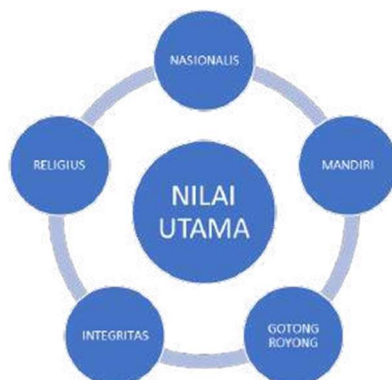 NASIONALIS
RELIGIUS
MANDIRI
NILAI
UTAMA
INTEGRITAS
GOTONG
ROYONG